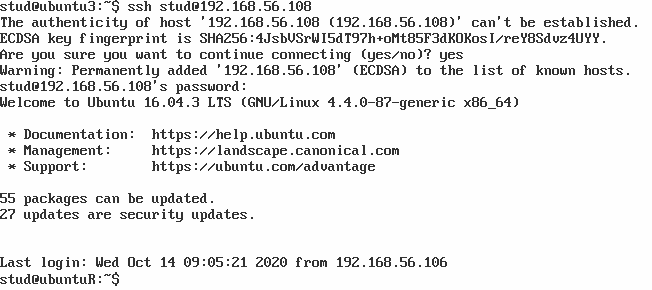 stud@ubuntu3:~$ ssh stud@192.168.56.108
The authenticity of host '192.168.56.108 (192.168.56.108)' can't be established.
ECDSA key fingerprint is SHA256:4JsbVSrWI5dT97h+oMt85F3dKOKosI/reY8Sdvz4UYY.
Are you sure you want to continue connecting (yes/no)? yes
Warning: Permanently added '192.168.56.108' (ECDSA) to the list of known hosts.
stud@192.168.56.108's password:
Welcome to Ubuntu 16.04.3 LTS (GNU/Linux 4.4.0-87-generic x86_64)
* Documentation:  https://help.ubuntu.com
* Management:     https://landscape.canonical.com
* Support:        https://ubuntu.com/advantage
55 packages can be updated.
27 updates are security updates.
Last login: Wed Oct 14 09:05:21 2020 from 192.168.56.106
stud@ubuntuR:~$